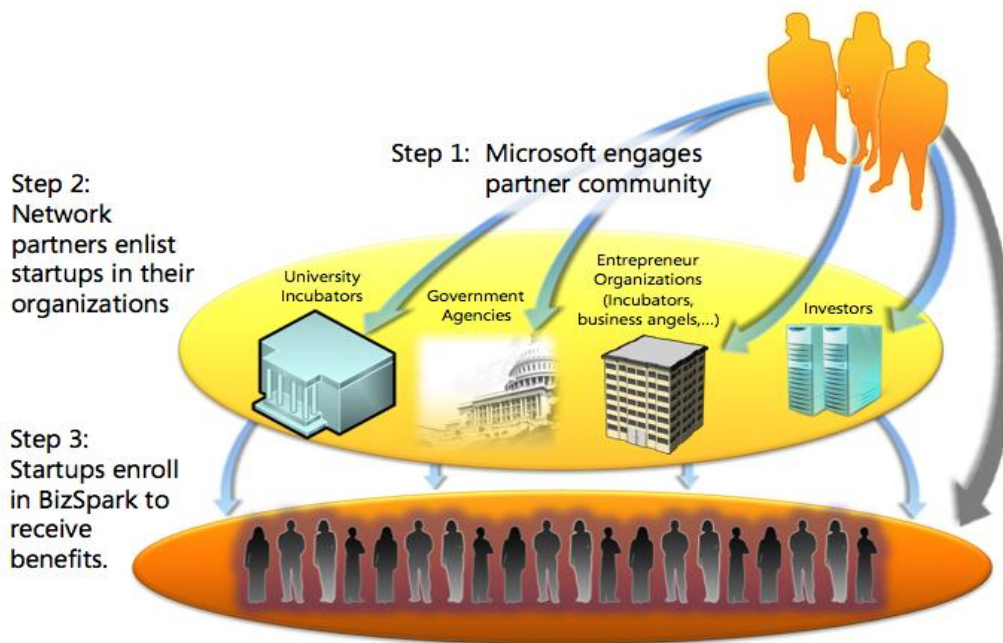 Step 1: Microsoft engages
partner community
Step 2:
Network
partners enlist
startups in their
organizations
University
Incubators
Government
Agencies
Entrepreneur
Organizations
(Incubators,
business angels,...)
Investors
Step 3:
Startups enroll
in BizSpark to
receive
benefits.